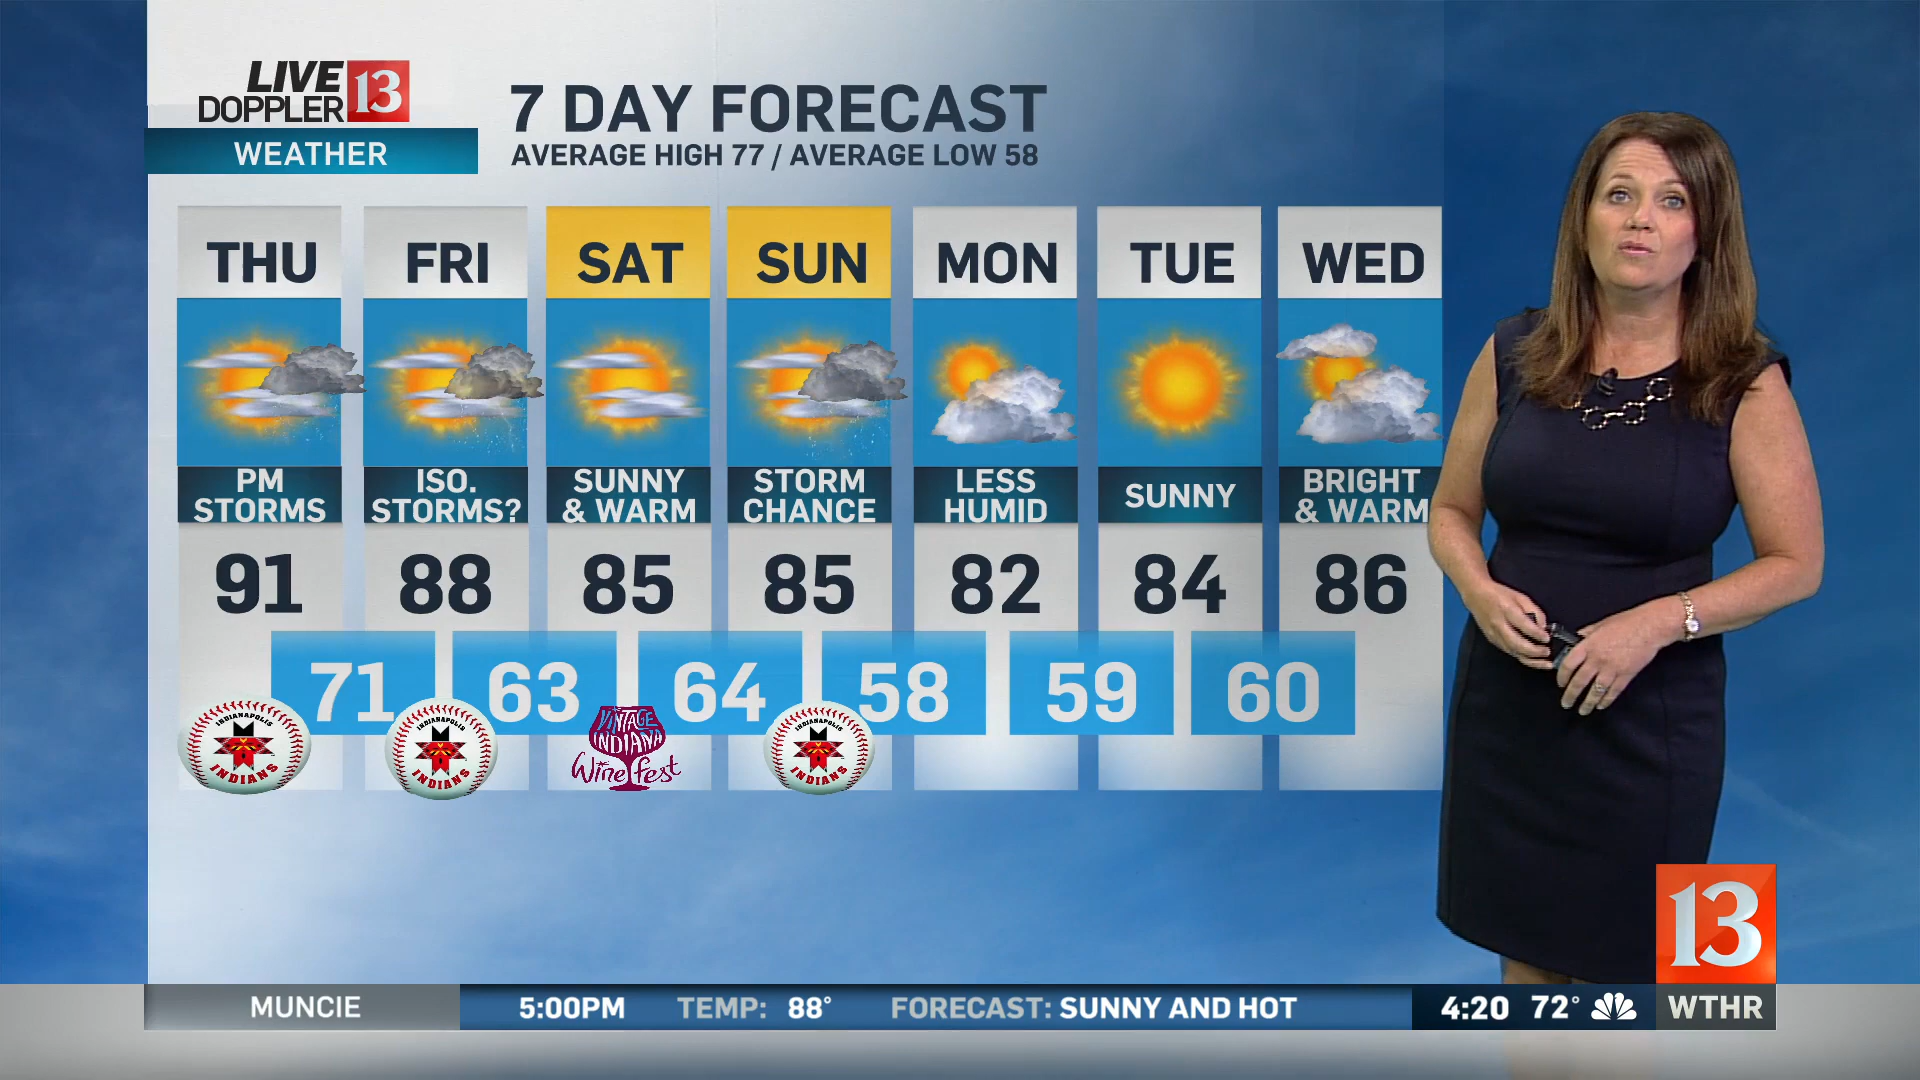 LIVE
DOPPLER 13
WEATHER
7 DAY FORECAST
AVERAGE HIGH 77 / AVERAGE LOW 58
THU FRI SAT SUN MON TUE WED
PM STORMS
ISO. STORMS?
SUNNY & WARM
STORM CHANCE
LESS HUMID
SUNNY
BRIGHT & WARM
91 88 85 85 82 84 86
71 63 64 58 59 60
INDIANAPOLIS
INDIANS
INDIANAPOLIS
INDIANS
VINTAGE
INDIANA
Wine fest
INDIANAPOLIS
INDIANS
13
MUNCIE 5:00PM TEMP: 88° FORECAST: SUNNY AND HOT 4:20 72° WTHR